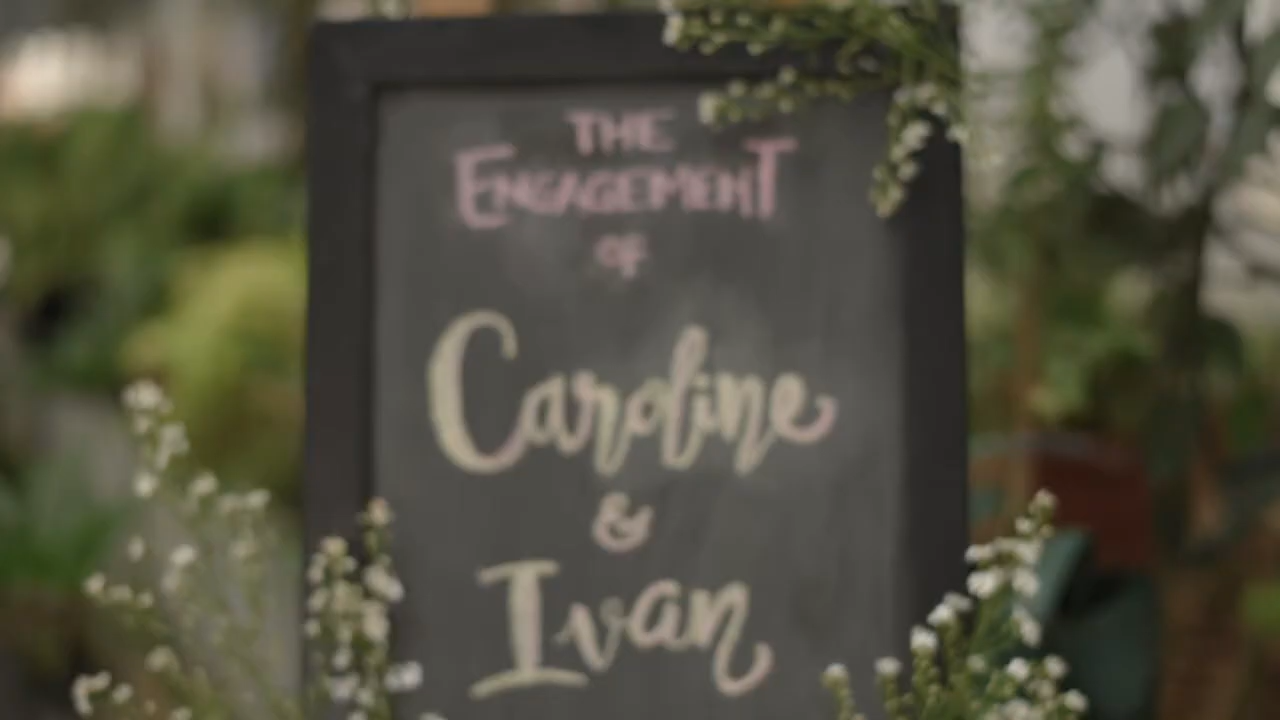 THE
ENGAGEMENT
OF
Caroline
&
Ivan